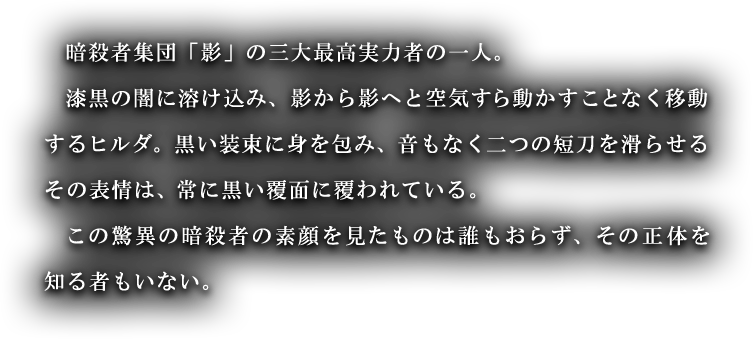 暗殺者集団「影」の三大最高実力者の一人。
　漆黒の闇に溶け込み、影から影へと空気すら動かすことなく移動
するヒルダ。黒い装束に身を包み、音もなく二つの短刀を滑らせる
その表情は、常に黒い覆面に覆われている。
　この驚異の暗殺者の素顔を見たものは誰もおらず、その正体を
知る者もいない。